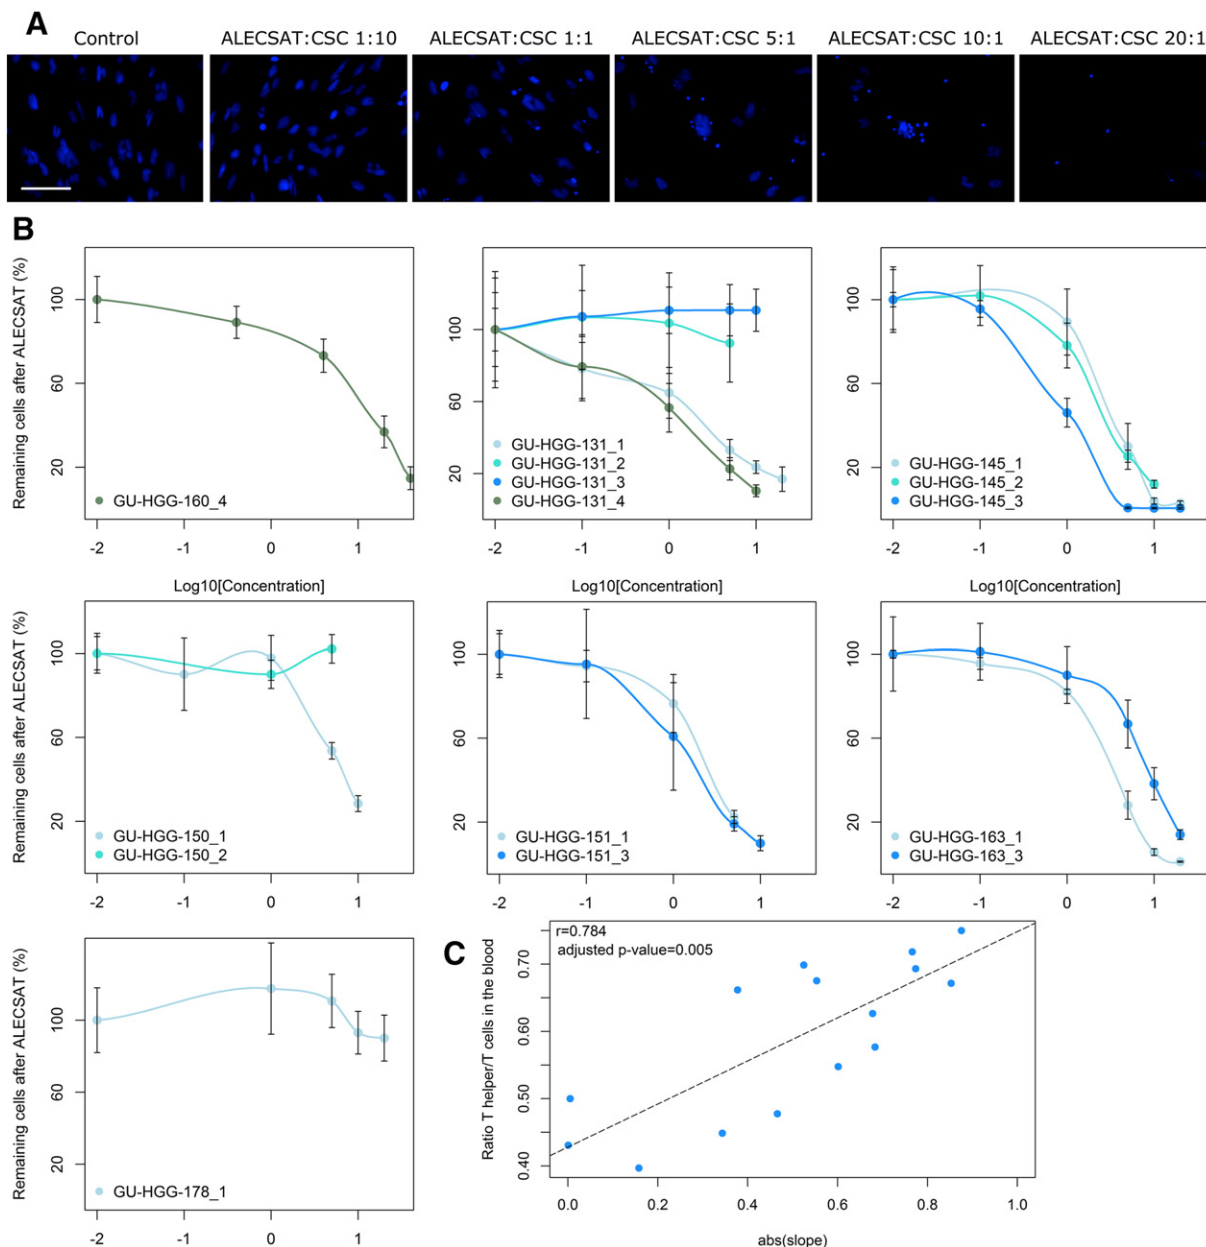 A
Control
ALECSAT:CSC 1:10
ALECSAT:CSC 1:1
ALECSAT:CSC 5:1
ALECSAT:CSC 10:1
ALECSAT:CSC 20:1
B
Remaining cells after ALECSAT (%)
100
60
20
GU-HGG-160_4
-2 -1 0 1
100
60
20
GU-HGG-131_1
GU-HGG-131_2
GU-HGG-131_3
GU-HGG-131_4
-2 -1 0 1
100
60
20
GU-HGG-145_1
GU-HGG-145_2
GU-HGG-145_3
-2 -1 0 1
Log10[Concentration]
Log10[Concentration]
Log10[Concentration]
Remaining cells after ALECSAT (%)
100
60
20
GU-HGG-150_1
GU-HGG-150_2
-2 -1 0 1
100
60
20
GU-HGG-151_1
GU-HGG-151_3
-2 -1 0 1
100
60
20
GU-HGG-163_1
GU-HGG-163_3
-2 -1 0 1
Remaining cells after ALECSAT (%)
100
60
20
GU-HGG-178_1
-2 -1 0 1
C
r=0.784
adjusted p-value=0.005
Ratio T helper/T cells in the blood
0.70
0.60
0.50
0.40
0.0 0.2 0.4 0.6 0.8 1.0
abs(slope)